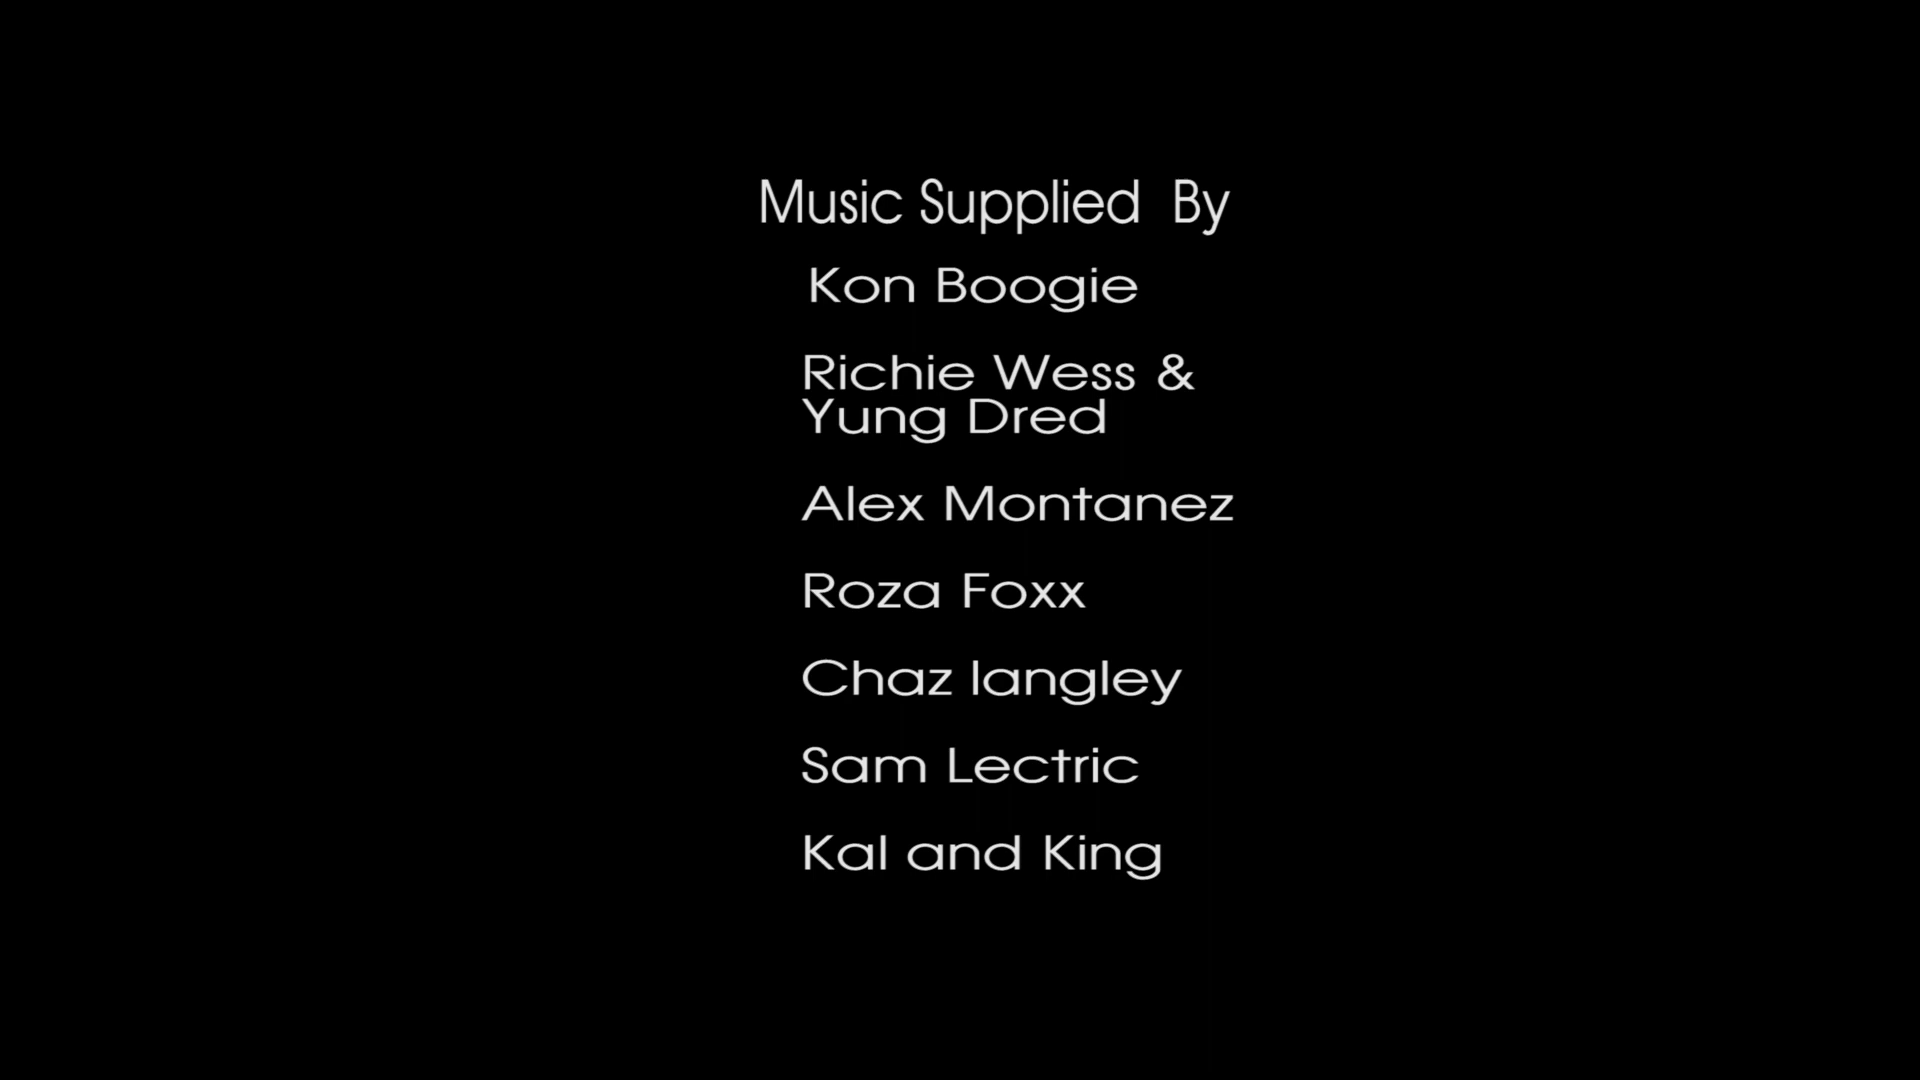 Music Supplied  By
Kon Boogie
Richie Wess &
Yung Dred
Alex Montanez
Roza Foxx
Chaz langley
Sam Lectric
Kal and King